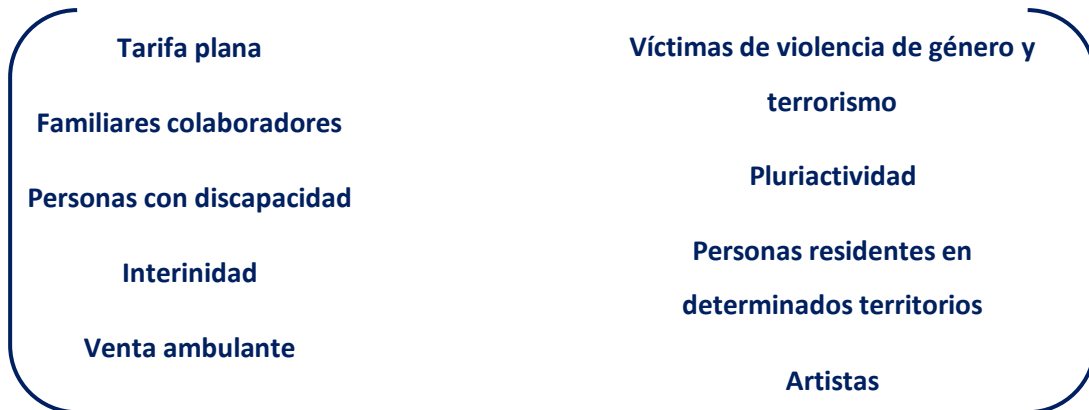 Tarifa plana
Familiares colaboradores
Personas con discapacidad
Interinidad
Venta ambulante
Víctimas de violencia de género y
terrorismo
Pluriactividad
Personas residentes en
determinados territorios
Artistas